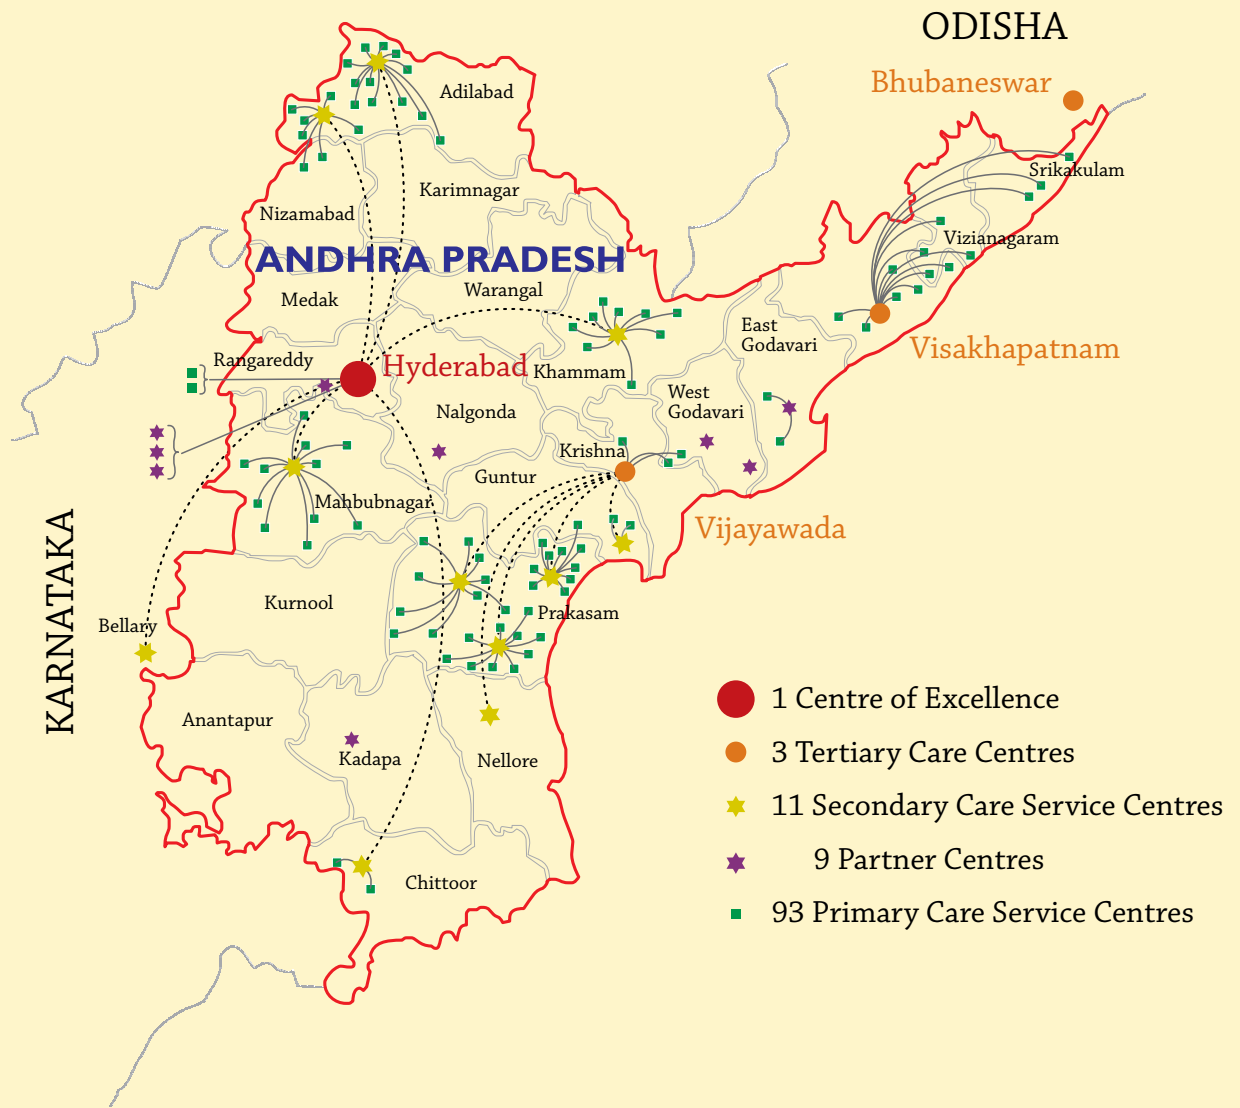 ODISHA
Bhubaneswar
Adilabad
Srikakulam
Karimnagar
Nizamabad
Vizianagaram
ANDHRA PRADESH
Medak
Warangal
East
Godavari
Visakhapatnam
Rangareddy
Hyderabad
Khammam
West
Godavari
Nalgonda
Krishna
Guntur
Mahbubnagar
Vijayawada
KARNATAKA
Kurnool
Prakasam
Bellary
Anantapur
Kadapa
Nellore
Chittoor
1 Centre of Excellence
3 Tertiary Care Centres
11 Secondary Care Service Centres
9 Partner Centres
93 Primary Care Service Centres